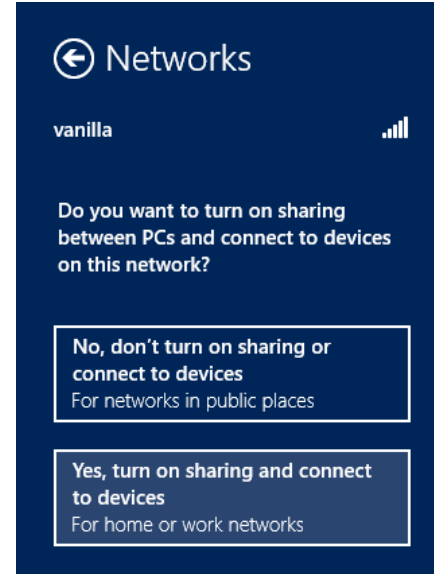 Networks
vanilla
Do you want to turn on sharing
between PCs and connect to devices
on this network?
No, don't turn on sharing or
connect to devices
For networks in public places
Yes, turn on sharing and connect
to devices
For home or work networks